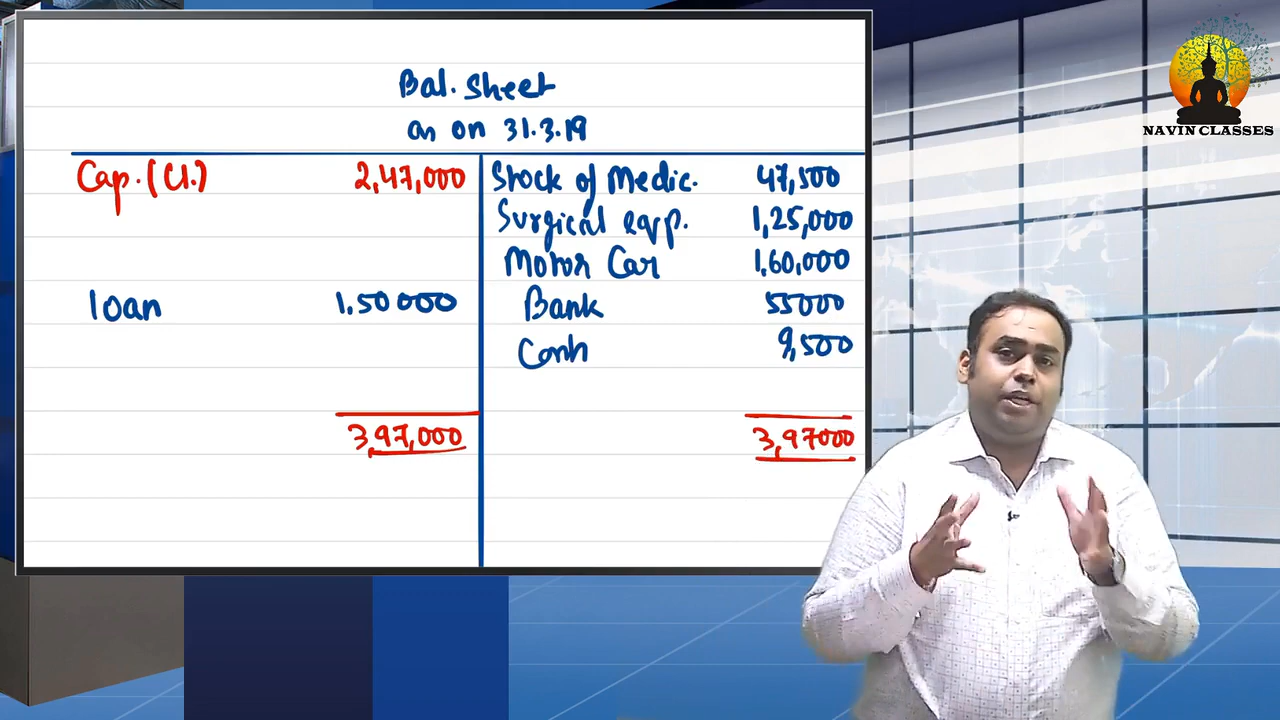 Bal. Sheet
as on 31.3.19
Cap. (Cl.) 2,47,000 Stock of Medic. 47,500
Surgical eqp. 1,25,000
Motor Car 1,60,000
loan 1.50000 Bank 55000
Cash 9,500
3,97,000 3,97000
NAVIN CLASSES